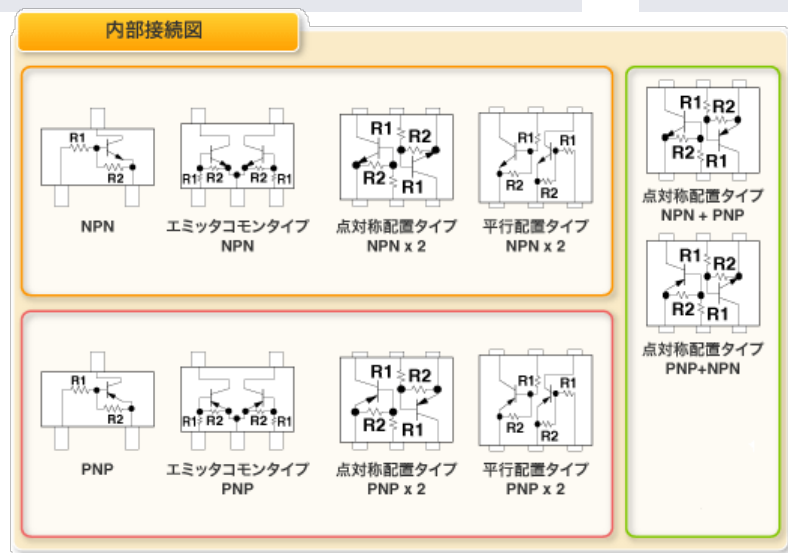 内部接続図
R1
R2
NPN
R1 R2 R2 R1
エミッタコモンタイプ
NPN
R1 R2
R2 R1
点対称配置タイプ
NPN x 2
R1 R1
R2
R2
平行配置タイプ
NPN x 2
R1
R2
PNP
R1 R2 R2 R1
エミッタコモンタイプ
PNP
R1 R2
R2 R1
点対称配置タイプ
PNP x 2
R1 R1
R2
R2
平行配置タイプ
PNP x 2
R1 R2
R2 R1
点対称配置タイプ
NPN + PNP
R1 R2
R2 R1
点対称配置タイプ
PNP+NPN